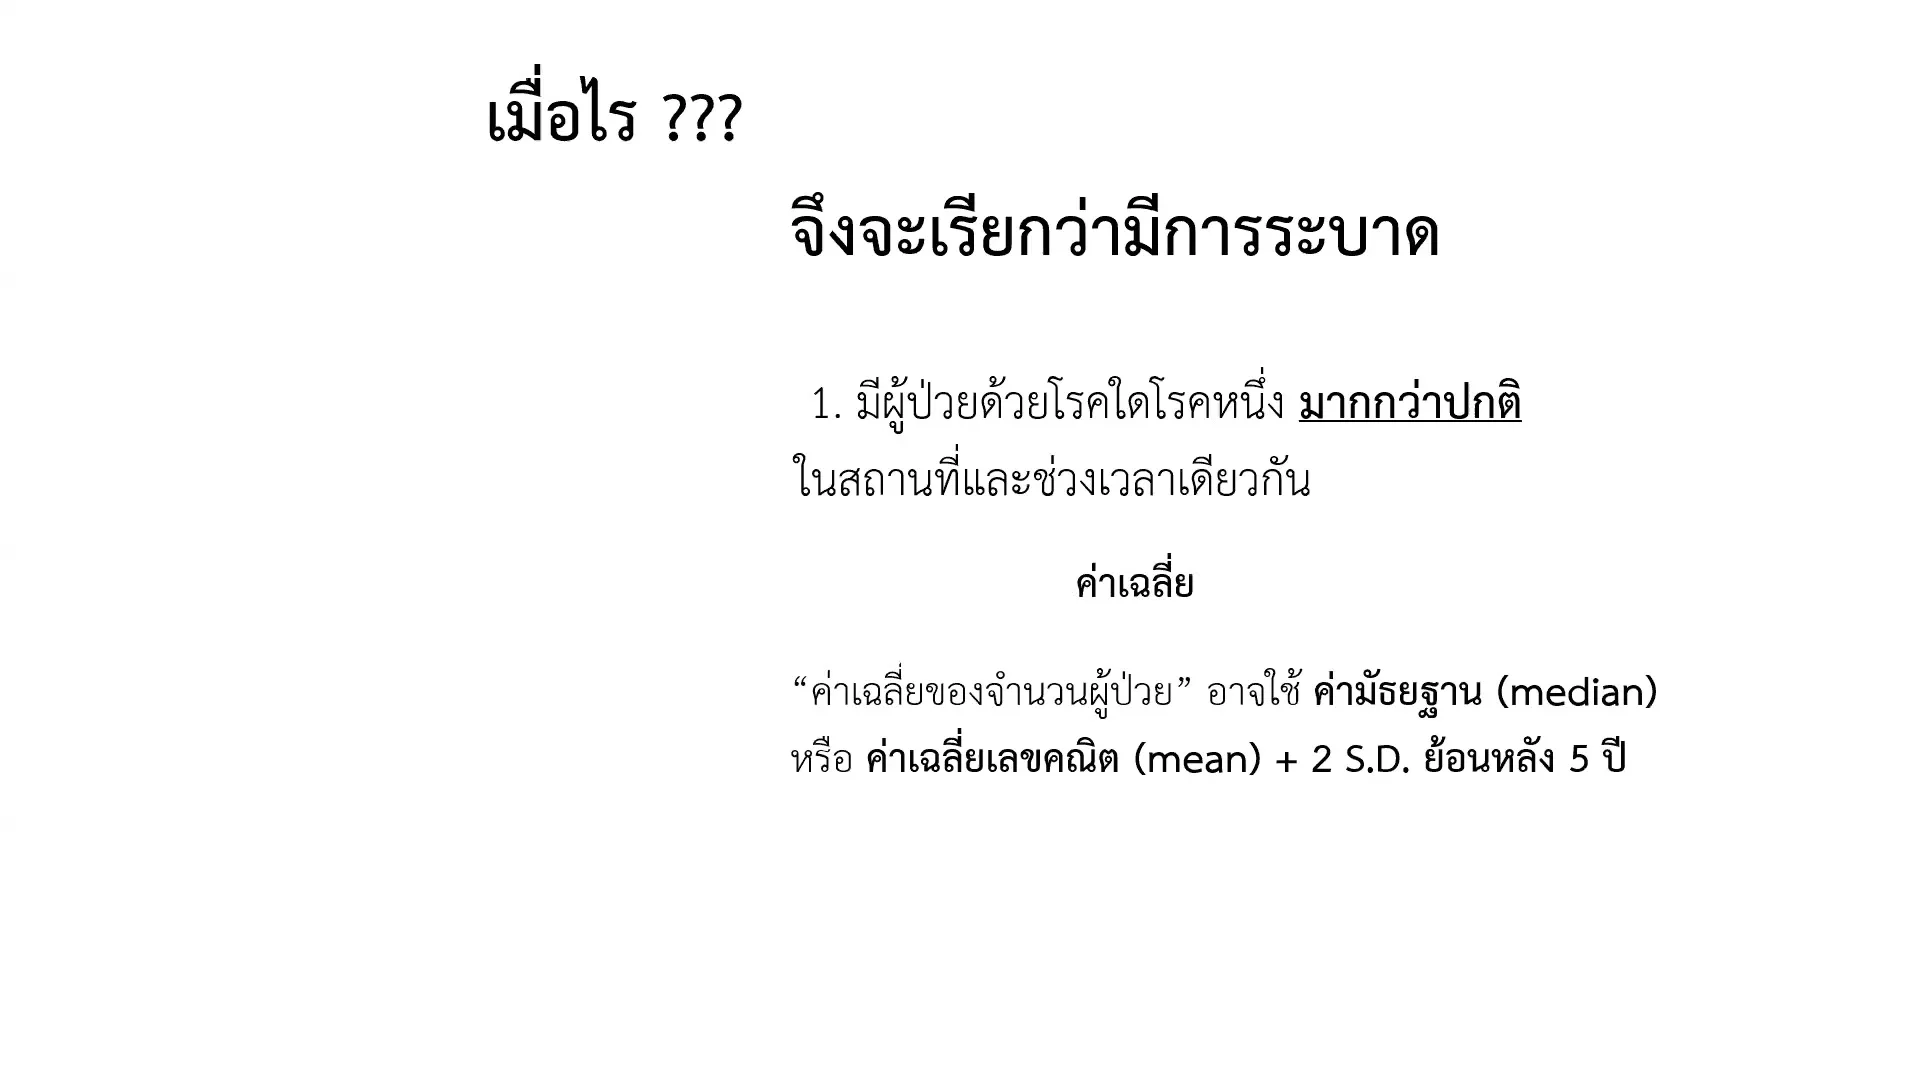 เมื่อไร ???
จึงจะเรียกว่ามีการระบาด
1. มีผู้ป่วยด้วยโรคใดโรคหนึ่ง มากกว่าปกติ
ในสถานที่และช่วงเวลาเดียวกัน
ค่าเฉลี่ย
“ค่าเฉลี่ยของจำนวนผู้ป่วย” อาจใช้ ค่ามัธยฐาน (median)
หรือ ค่าเฉลี่ยเลขคณิต (mean) + 2 S.D. ย้อนหลัง 5 ปี